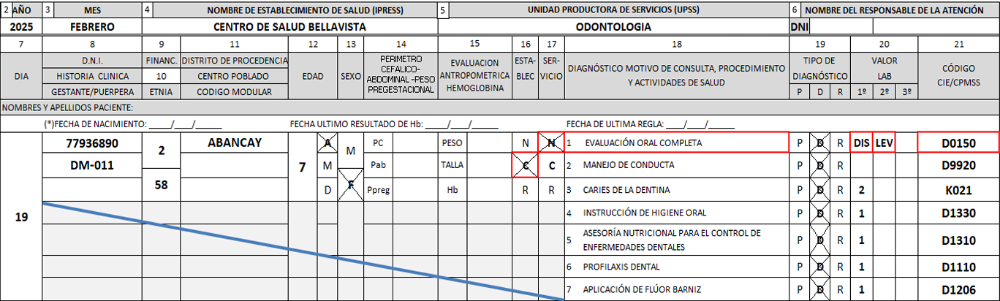 2 AÑO 3 MES 4 NOMBRE DE ESTABLECIMIENTO DE SALUD (IPRESS) 5 UNIDAD PRODUCTORA DE SERVICIOS (UPSS) 6 NOMBRE DEL RESPONSABLE DE LA ATENCIÓN
2025 FEBRERO CENTRO DE SALUD BELLAVISTA ODONTOLOGIA DNI
7 8 9 11 12 13 14 15 16 17 18 19 20 21
DIA D.N.I. FINANC. DISTRITO DE PROCEDENCIA EDAD SEXO PERIMETRO CEFALICO-ABDOMINAL -PESO PREGESTACIONAL EVALUACION ANTROPOMETRICA HEMOGLOBINA ESTA-BLEC SER-VICIO DIAGNÓSTICO MOTIVO DE CONSULTA, PROCEDIMIENTO Y ACTIVIDADES DE SALUD TIPO DE DIAGNÓSTICO VALOR LAB CÓDIGO CIE/CPMSS
HISTORIA CLINICA 10 CENTRO POBLADO
GESTANTE/PUERPERA ETNIA CODIGO MODULAR P D R 1º 2º 3º
NOMBRES Y APELLIDOS PACIENTE:
(*)FECHA DE NACIMIENTO: ____/____/_____ FECHA ULTIMO RESULTADO DE Hb: ____/____/_____ FECHA DE ULTIMA REGLA: ____/____/_____
77936890 2 ABANCAY A M PC PESO N N 1 EVALUACIÓN ORAL COMPLETA P D R DIS LEV D0150
DM-011 7 M Pab TALLA C C 2 MANEJO DE CONDUCTA P D R D9920
58 D F Ppreg Hb R R 3 CARIES DE LA DENTINA P D R 2 K021
19 4 INSTRUCCIÓN DE HIGIENE ORAL P D R 1 D1330
5 ASESORÍA NUTRICIONAL PARA EL CONTROL DE
ENFERMEDADES DENTALES P D R 1 D1310
6 PROFILAXIS DENTAL P D R 1 D1110
7 APLICACIÓN DE FLÚOR BARNIZ P D R 1 D1206